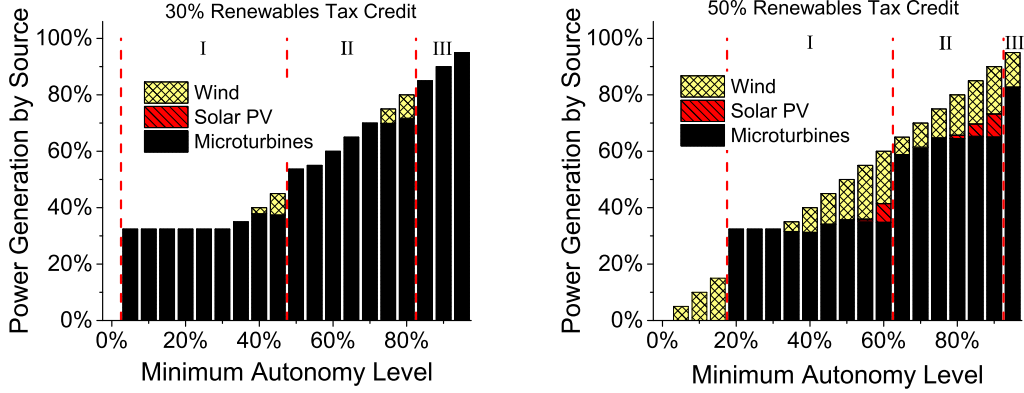 30% Renewables Tax Credit
Power Generation by Source
100%
80%
60%
40%
20%
0%
I
II
III
Wind
Solar PV
Microturbines
0%
20%
40%
60%
80%
Minimum Autonomy Level
50% Renewables Tax Credit
Power Generation by Source
100%
80%
60%
40%
20%
0%
I
II
III
Wind
Solar PV
Microturbines
0%
20%
40%
60%
80%
Minimum Autonomy Level